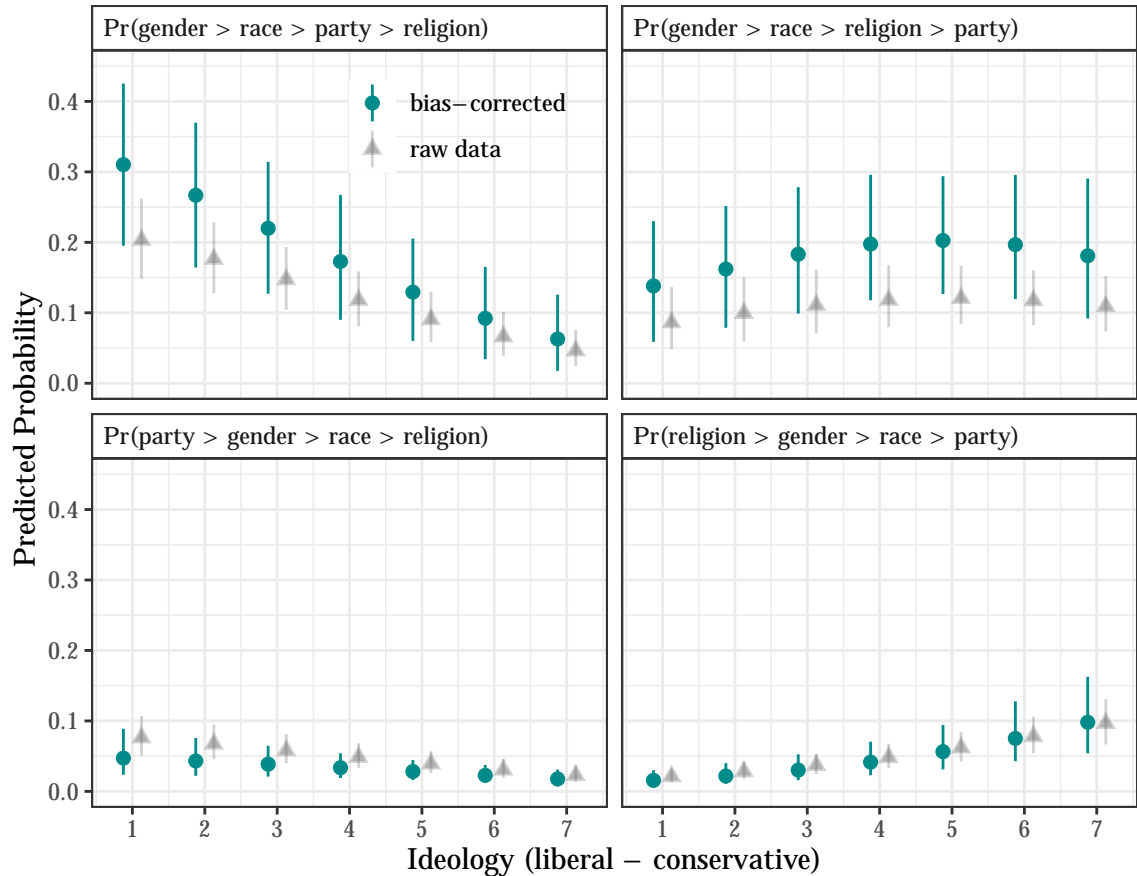 Pr(gender > race > party > religion)
Pr(gender > race > religion > party)
bias−corrected
raw data
0.4
0.3
0.2
0.1
0.0
Pr(party > gender > race > religion)
Pr(religion > gender > race > party)
0.4
0.3
0.2
0.1
0.0
1 2 3 4 5 6 7
1 2 3 4 5 6 7
Predicted Probability
Ideology (liberal − conservative)